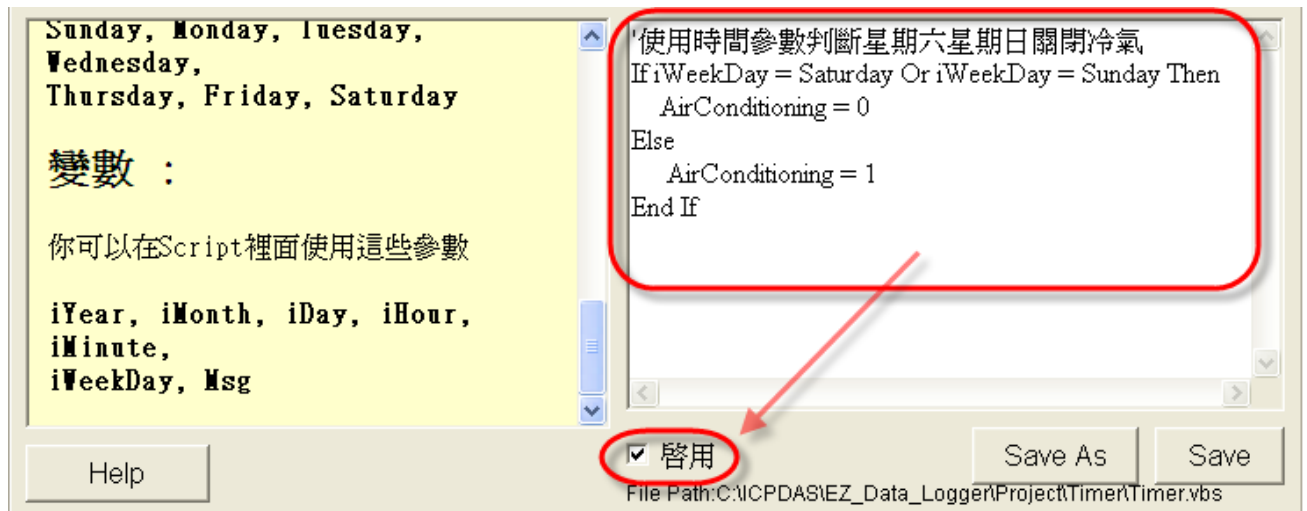 Sunday, Monday, Tuesday,
Wednesday,
Thursday, Friday, Saturday
變數 :
你可以在Script裡面使用這些參數
iYear, iMonth, iDay, iHour,
iMinute,
iWeekDay, Msg
Help
'使用時間參數判斷星期六星期日關閉冷氣
If iWeekDay = Saturday Or iWeekDay = Sunday Then
AirConditioning = 0
Else
AirConditioning = 1
End If
啓用
Save As
Save
File Path:C:\ICPDAS\EZ_Data_Logger\Project\Timer\Timer.vbs